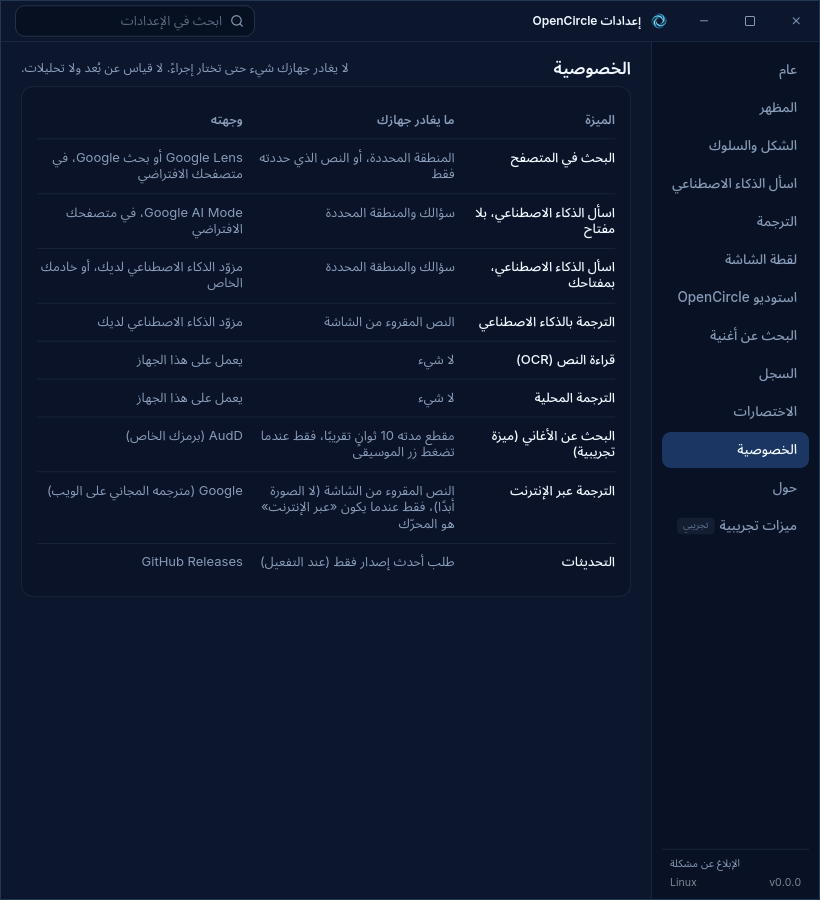 إعدادات OpenCircle
ابحث في الإعدادات
عام
المظهر
الشكل والسلوك
اسأل الذكاء الاصطناعي
الترجمة
لقطة الشاشة
استوديو OpenCircle
البحث عن أغنية
السجل
الاختصارات
الخصوصية
حول
ميزات تجريبية تجريبي
الإبلاغ عن مشكلة
v0.0.0 Linux
الخصوصية
لا يغادر جهازك شيء حتى تختار إجراءً. لا قياس عن بُعد ولا تحليلات.
الميزة ما يغادر جهازك وجهته
البحث في المتصفح
المنطقة المحددة، أو النص الذي حددته
فقط
Google Lens أو بحث Google، في
متصفحك الافتراضي
اسأل الذكاء الاصطناعي، بلا
مفتاح
سؤالك والمنطقة المحددة
Google AI Mode، في متصفحك
الافتراضي
اسأل الذكاء الاصطناعي،
بمفتاحك
سؤالك والمنطقة المحددة
مزوّد الذكاء الاصطناعي لديك، أو خادمك
الخاص
الترجمة بالذكاء الاصطناعي
النص المقروء من الشاشة
مزوّد الذكاء الاصطناعي لديك
قراءة النص (OCR)
لا شيء
يعمل على هذا الجهاز
الترجمة المحلية
لا شيء
يعمل على هذا الجهاز
البحث عن الأغاني (ميزة
تجريبية)
مقطع مدته 10 ثوانٍ تقريبًا، فقط عندما
تضغط زر الموسيقى
AudD (برمزك الخاص)
الترجمة عبر الإنترنت
النص المقروء من الشاشة (لا الصورة
أبدًا)، فقط عندما يكون «عبر الإنترنت»
هو المحرّك
Google (مترجمه المجاني على الويب)
التحديثات
طلب أحدث إصدار فقط (عند التفعيل)
GitHub Releases